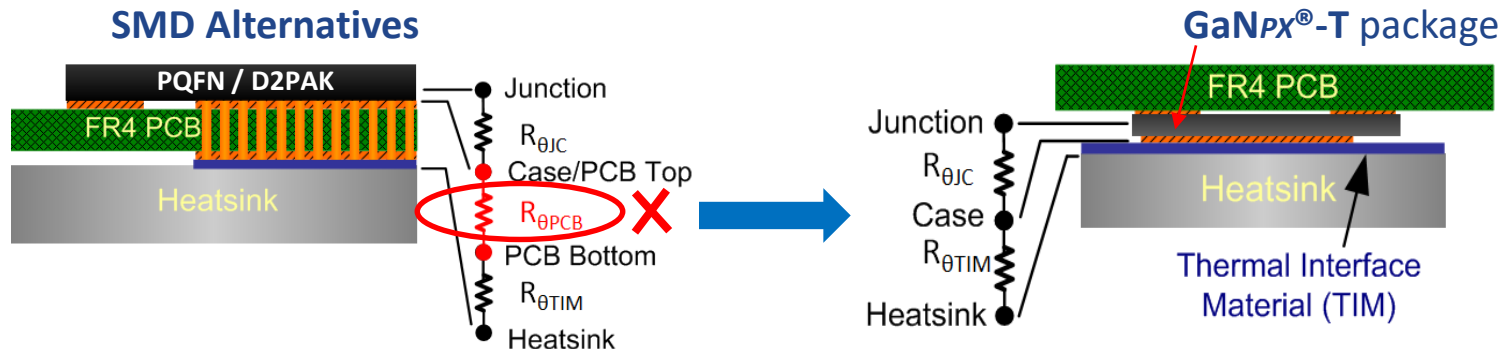 SMD Alternatives
PQFN / D2PAK
FR4 PCB
Heatsink
Junction
RθJC
Case/PCB Top
RθPCB
X
PCB Bottom
RθTIM
Heatsink
GaNPX®-T package
FR4 PCB
Junction
RθJC
Case
RθTIM
Heatsink
Heatsink
Thermal Interface
Material (TIM)